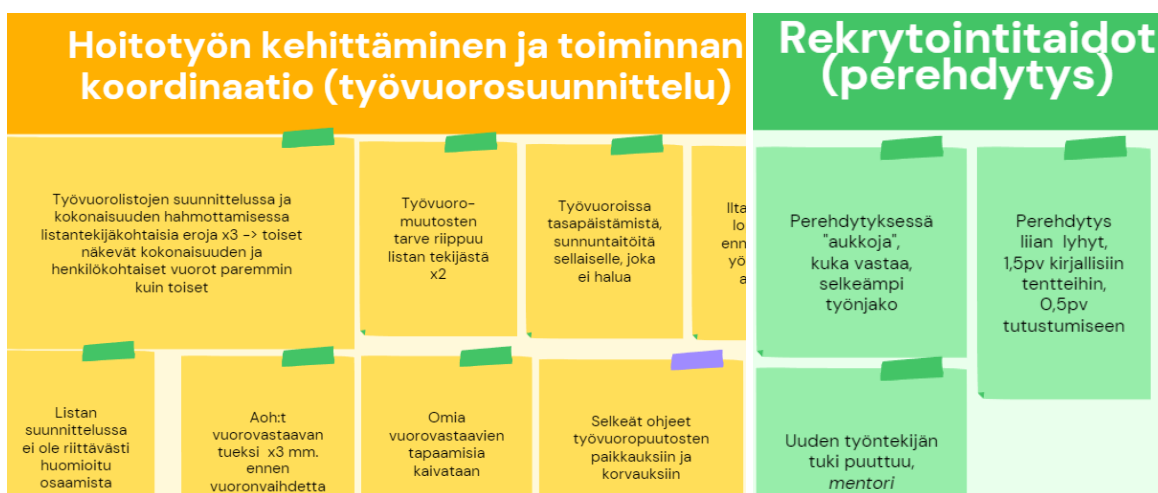 Hoitotyön kehittäminen ja toiminnan
koordinaatio (työvuorosuunnittelu)
Rekrytointitaidot
(perehdytys)
Työvuorolistojen suunnittelussa ja
kokonaisuuden hahmottamisessa
listantekijäkohtaisia eroja x3 -> toiset
näkevät kokonaisuuden ja
henkilökohtaiset vuorot paremmin
kuin toiset
Työvuoro-
muutosten
tarve riippuu
listan tekijästä
x2
Työvuoroissa
tasapäistämistä,
sunnuntaitöitä
sellaiselle, joka
ei halua
Perehdytyksessä
"aukkoja",
kuka vastaa,
selkeämpi
työnjako
Perehdytys
liian lyhyt,
1,5pv kirjallisiin
tentteihin,
0,5pv
tutustumiseen
Listan
suunnittelussa
ei ole riittävästi
huomioitu
osaamista
Aoh:t
vuorovastaavan
tueksi x3 mm.
ennen
vuoronvaihdetta
Omia
vuorovastaavien
tapaamisia
kaivataan
Selkeät ohjeet
työvuoropuutosten
paikkauksiin ja
korvauksiin
Uuden työntekijän
tuki puuttuu,
mentori